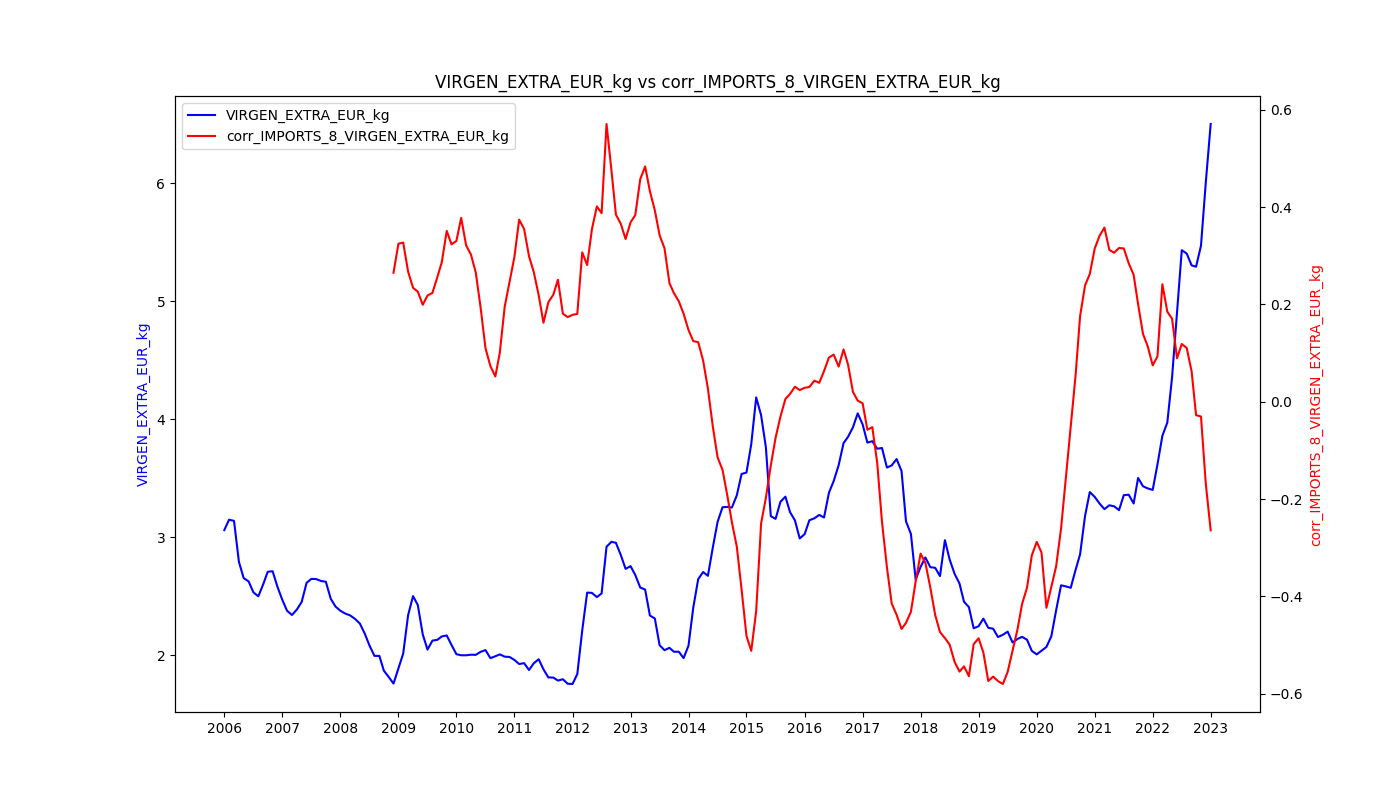 VIRGEN_EXTRA_EUR_kg vs corr_IMPORTS_8_VIRGEN_EXTRA_EUR_kg
VIRGEN_EXTRA_EUR_kg
corr_IMPORTS_8_VIRGEN_EXTRA_EUR_kg
VIRGEN_EXTRA_EUR_kg
6
5
4
3
2
0.6
0.4
0.2
0.0
−0.2
−0.4
−0.6
corr_IMPORTS_8_VIRGEN_EXTRA_EUR_kg
2006 2007 2008 2009 2010 2011 2012 2013 2014 2015 2016 2017 2018 2019 2020 2021 2022 2023